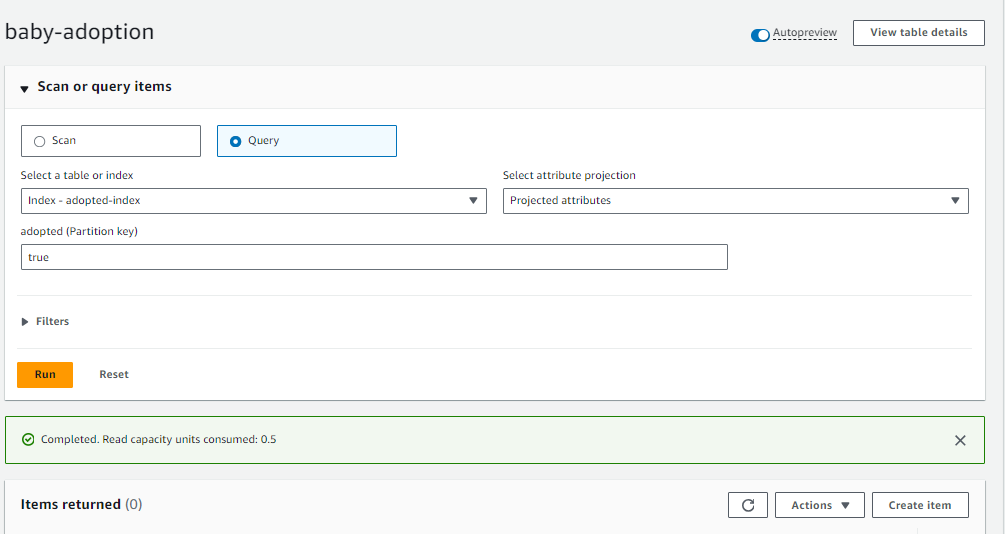 baby-adoption
Autopreview
View table details
Scan or query items
Scan
Query
Select a table or index
Select attribute projection
Index - adopted-index
Projected attributes
adopted (Partition key)
true
Filters
Run
Reset
Completed. Read capacity units consumed: 0.5
Items returned (0)
Actions
Create item